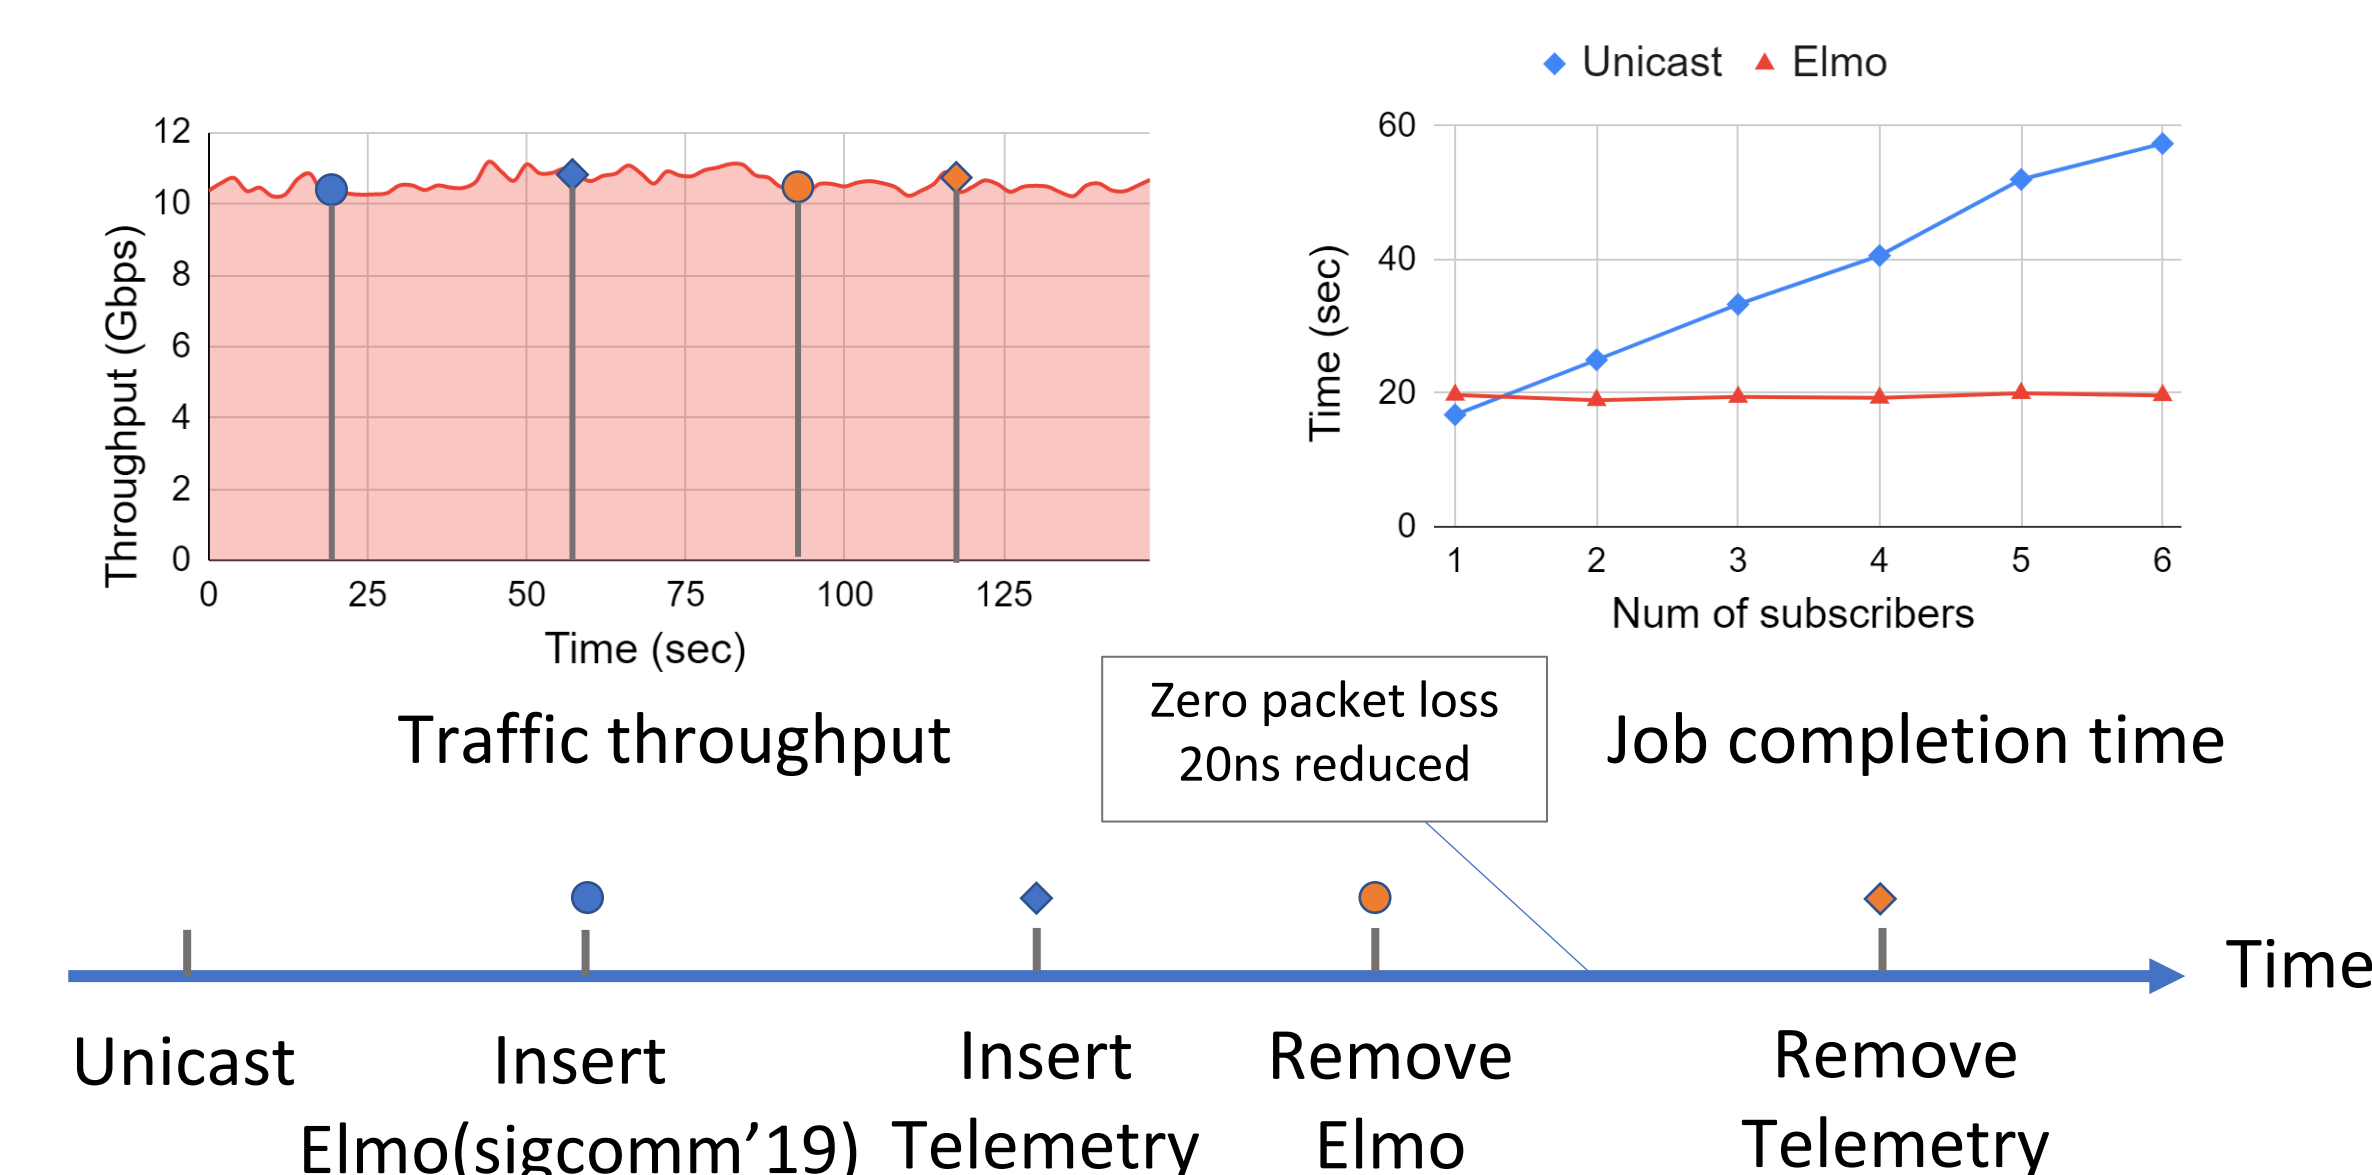 Unicast Elmo
12
10
8
6
4
2
0
0 25 50 75 100 125
Throughput (Gbps)
Time (sec)
Traffic throughput
60
40
20
0
1 2 3 4 5 6
Time (sec)
Num of subscribers
Job completion time
Zero packet loss
20ns reduced
Time
Unicast
Insert
Elmo(sigcomm’19)
Insert
Telemetry
Remove
Elmo
Remove
Telemetry